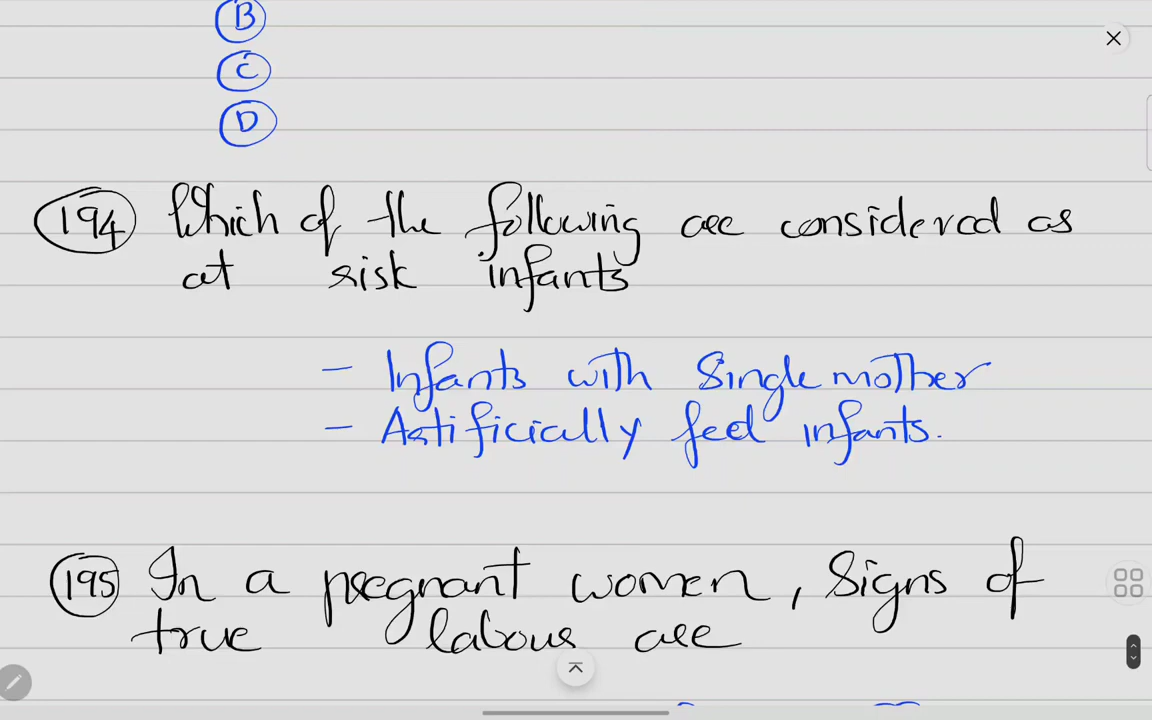 B
C
D
194 Which of the following are considered as
at risk infants
- Infants with Single mother
- Artificially feed infants.
195 In a pregnant women, Signs of
true labour are